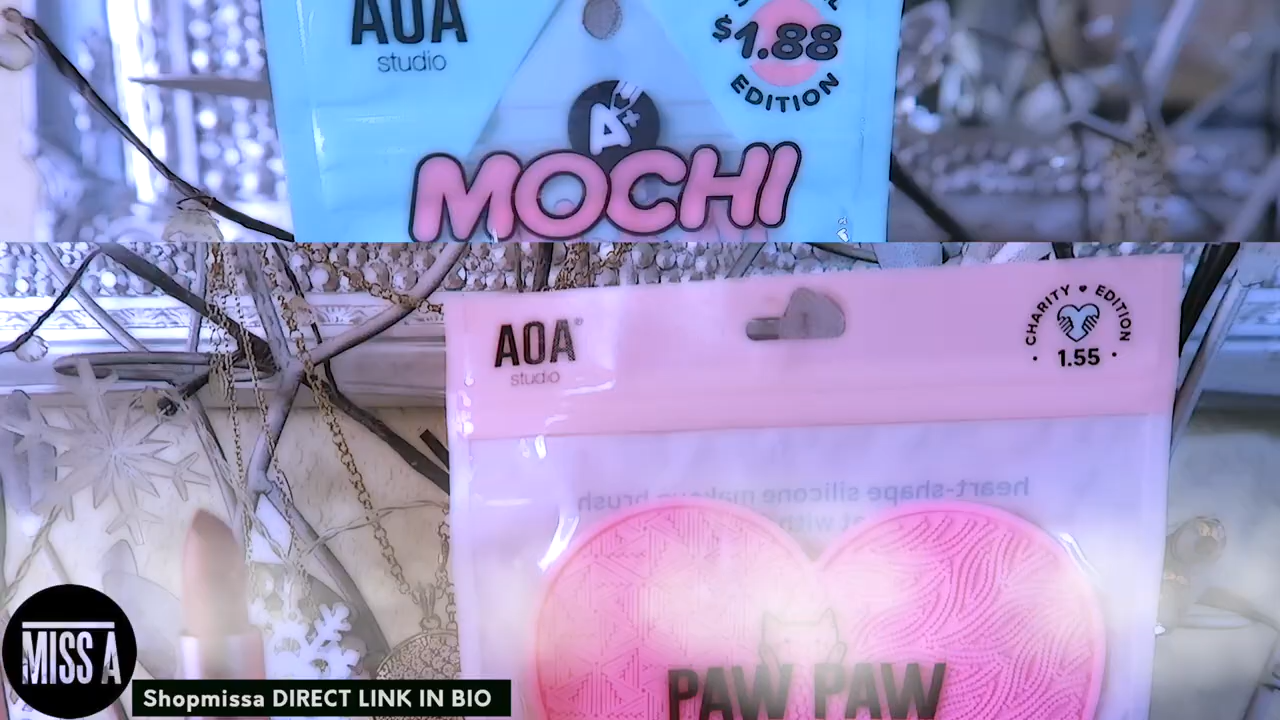 AOA
studio
$1.88
EDITION
A+
MOCHI
AOA®
studio
CHARITY ♥ EDITION
1.55
heart-shape silicone makeup brush
PAW PAW
MISS A
Shopmissa DIRECT LINK IN BIO